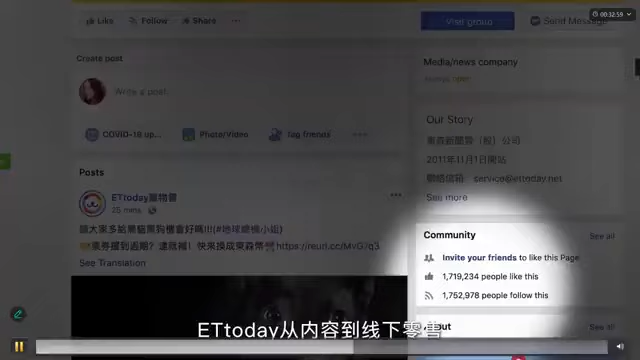 00:32:59
Like Follow Share ...
Visit group
Send Message
Create post
Write a post...
COVID-19 up... Photo/Video Tag friends
Posts
ETtoday寵物雲
25 mins
See Translation
Media/news company
Our Story
東森新聞雲（股）公司
2011年11月1日開站
聯絡信箱：service@ettoday.net
See more
Community
See all
Invite your friends to like this Page
1,719,234 people like this
1,752,978 people follow this
About
See all
ETtoday从内容到线下零售